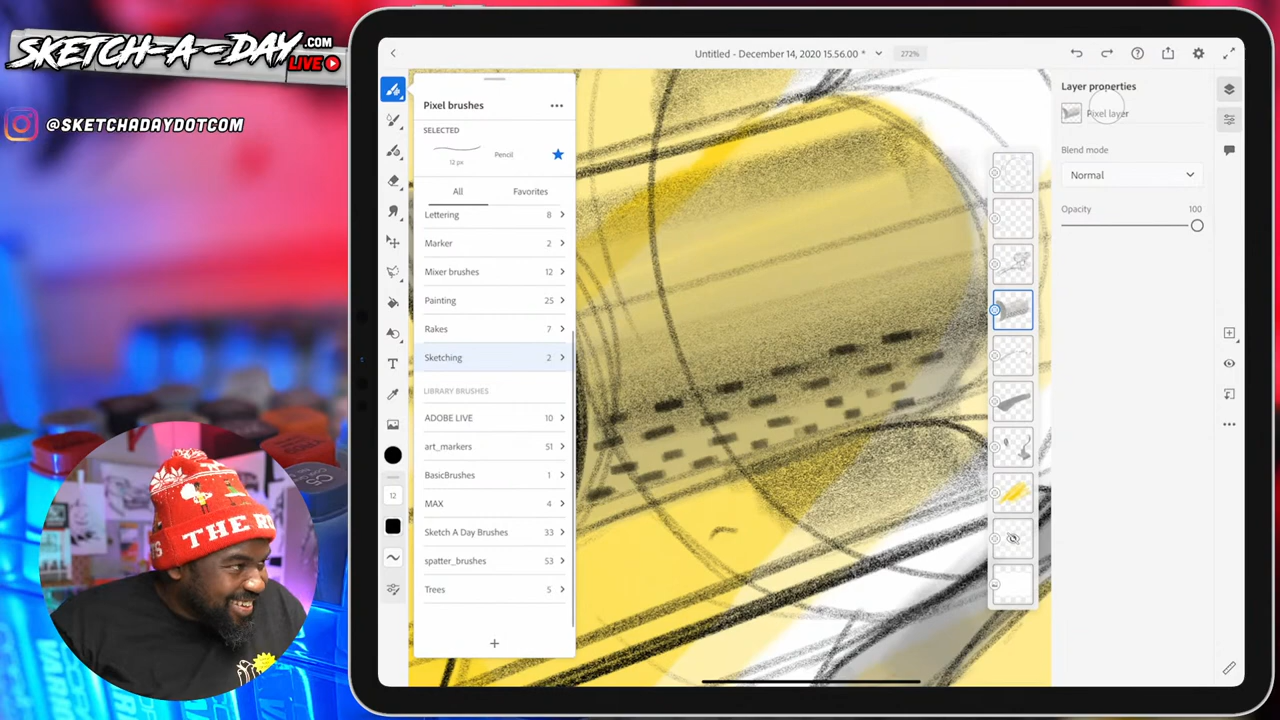 SKETCH-A-DAY.COM
LIVE
@SKETCHADAYDOTCOM
Untitled - December 14, 2020 15.56.00 *
272%
Pixel brushes
SELECTED
12 px
Pencil
All
Favorites
Lettering 8
Marker 2
Mixer brushes 12
Painting 25
Rakes 7
Sketching 2
LIBRARY BRUSHES
ADOBE LIVE 10
art_markers 51
BasicBrushes 1
MAX 4
Sketch A Day Brushes 33
spatter_brushes 53
Trees 5
T
12
Layer properties
Pixel layer
Blend mode
Normal
Opacity 100
THE